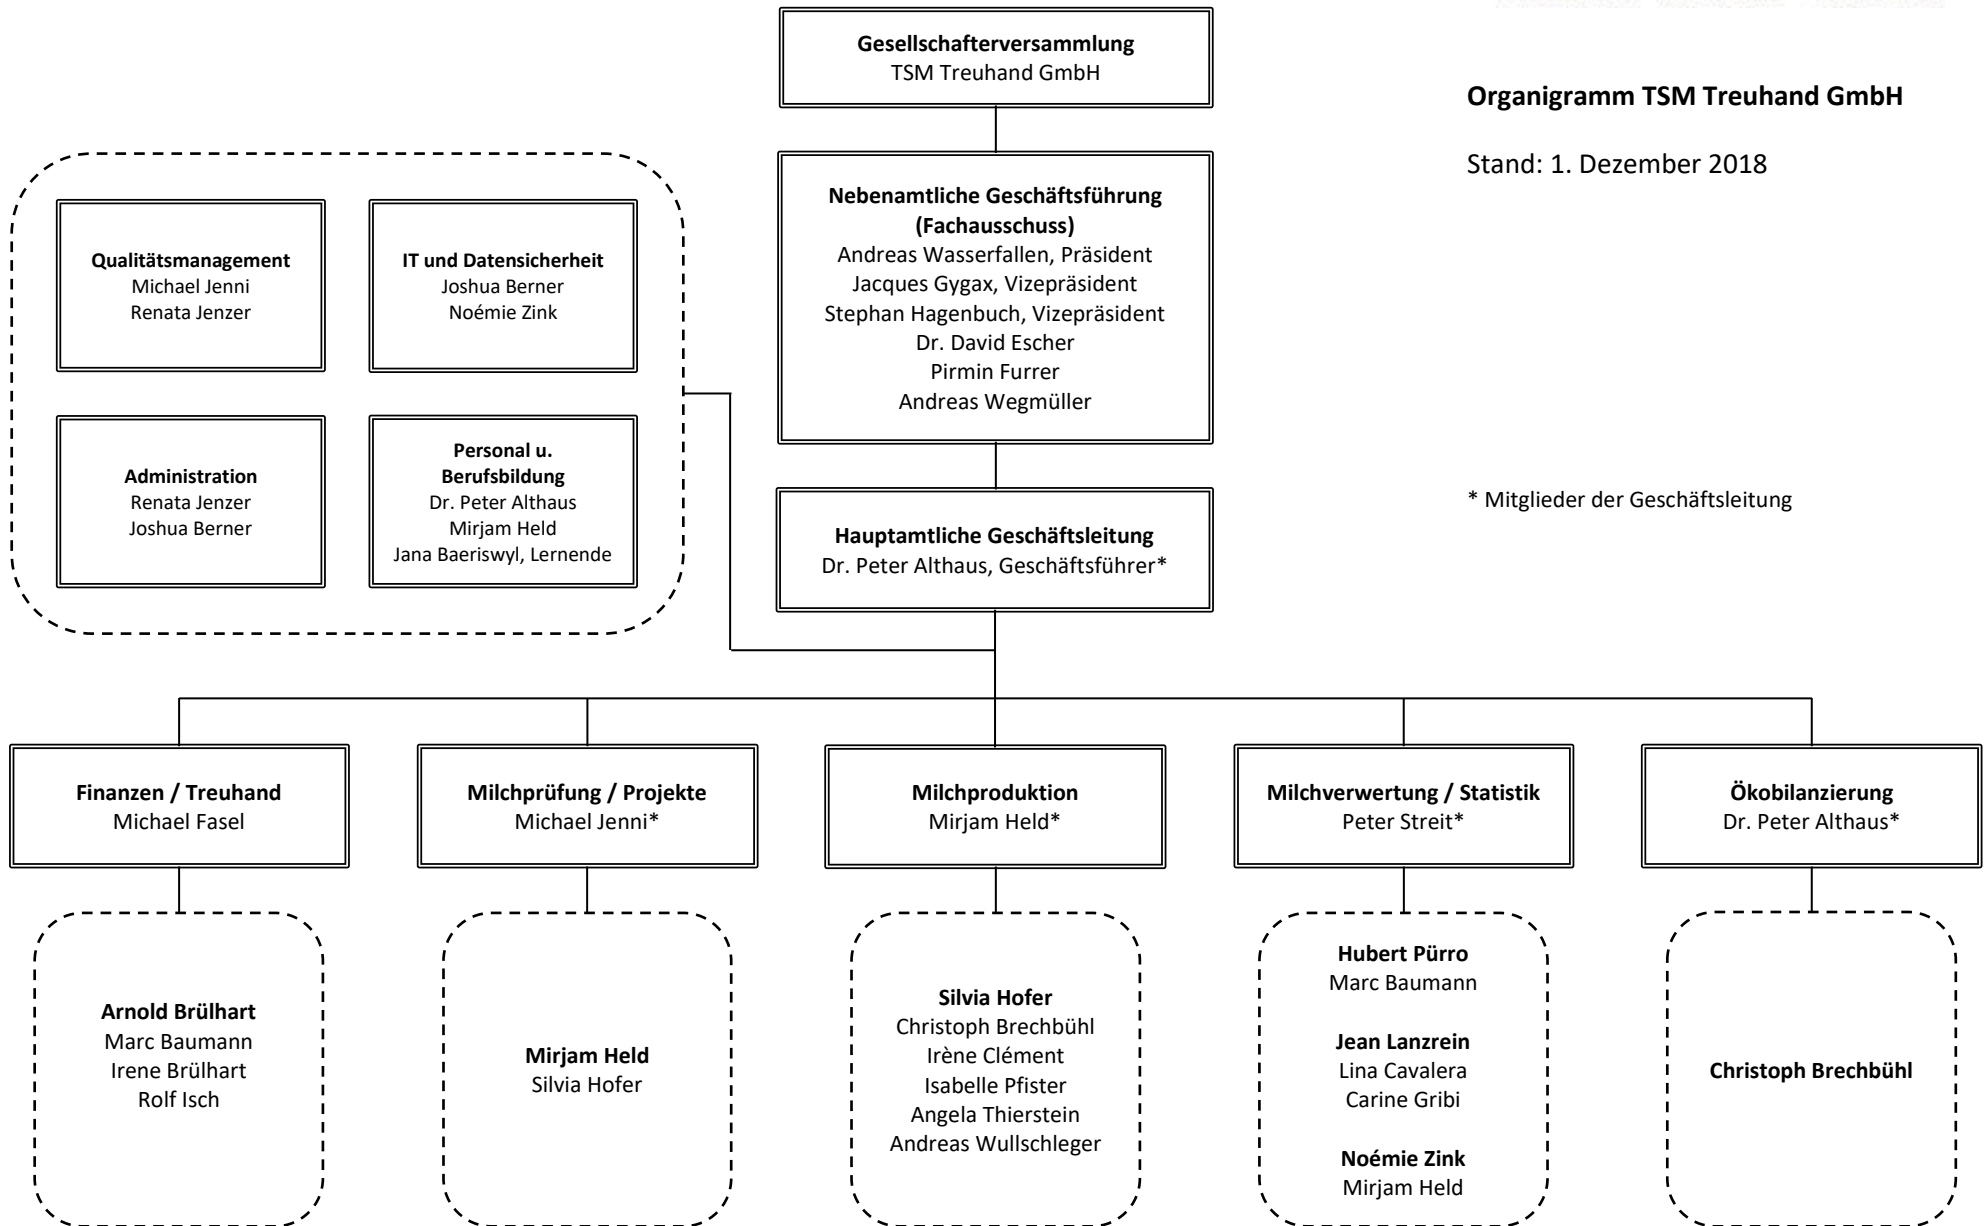 Gesellschafterversammlung
TSM Treuhand GmbH
Organigramm TSM Treuhand GmbH
Stand: 1. Dezember 2018
Nebenamtliche Geschäftsführung
(Fachausschuss)
Andreas Wasserfallen, Präsident
Jacques Gygax, Vizepräsident
Stephan Hagenbuch, Vizepräsident
Dr. David Escher
Pirmin Furrer
Andreas Wegmüller
Qualitätsmanagement
Michael Jenni
Renata Jenzer
IT und Datensicherheit
Joshua Berner
Noémie Zink
Administration
Renata Jenzer
Joshua Berner
Personal u.
Berufsbildung
Dr. Peter Althaus
Mirjam Held
Jana Baeriswyl, Lernende
Hauptamtliche Geschäftsleitung
Dr. Peter Althaus, Geschäftsführer*
* Mitglieder der Geschäftsleitung
Finanzen / Treuhand
Michael Fasel
Milchprüfung / Projekte
Michael Jenni*
Milchproduktion
Mirjam Held*
Milchverwertung / Statistik
Peter Streit*
Ökobilanzierung
Dr. Peter Althaus*
Arnold Brülhart
Marc Baumann
Irene Brülhart
Rolf Isch
Mirjam Held
Silvia Hofer
Silvia Hofer
Christoph Brechbühl
Irène Clément
Isabelle Pfister
Angela Thierstein
Andreas Wullschleger
Hubert Pürro
Marc Baumann
Jean Lanzrein
Lina Cavalera
Carine Gribi
Noémie Zink
Mirjam Held
Christoph Brechbühl